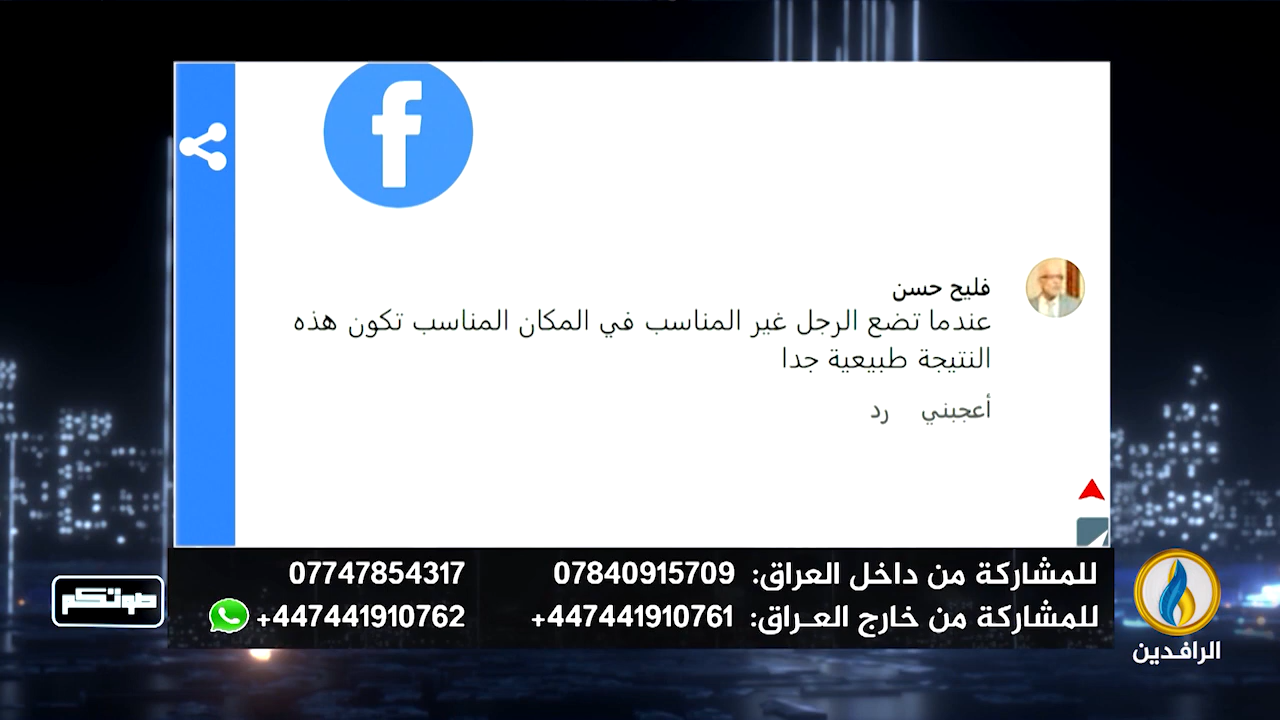 f
فليح حسن
عندما تضع الرجل غير المناسب في المكان المناسب تكون هذه
النتيجة طبيعية جدا
أعجبني رد
للمشاركة من داخل العراق: 07840915709 07747854317
للمشاركة من خارج العـراق: 447441910761+ 447441910762+
صوتكم
الرافدين